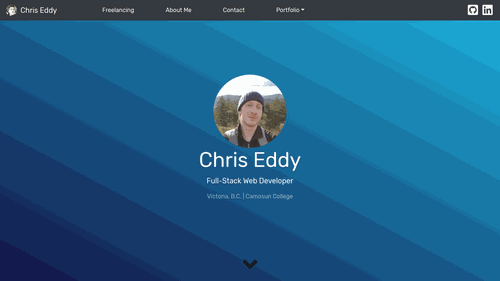 Chris Eddy
Freelancing
About Me
Contact
Portfolio
Chris Eddy
Full-Stack Web Developer
Victoria, B.C. | Camosun College